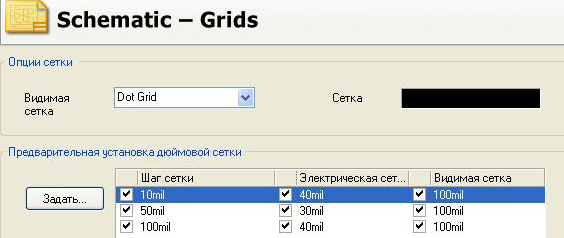 Schematic – Grids
Опции сетки
Видимая сетка Dot Grid Сетка
Предварительная установка дюймовой сетки
Шаг сетки Электрическая сет... Видимая сетка
Задать... 10mil 40mil 100mil
50mil 30mil 100mil
100mil 40mil 100mil